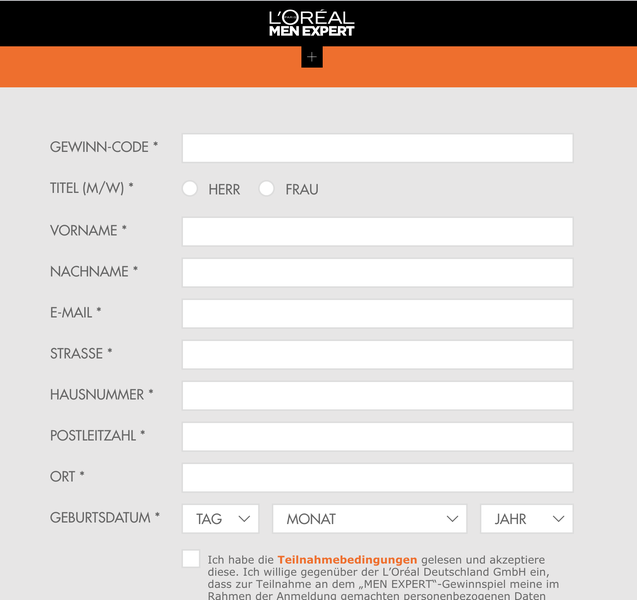 L'ORÉAL
MEN EXPERT
GEWINN-CODE *
TITEL (M/W) * HERR FRAU
VORNAME *
NACHNAME *
E-MAIL *
STRASSE *
HAUSNUMMER *
POSTLEITZAHL *
ORT *
GEBURTSDATUM * TAG MONAT JAHR
Ich habe die Teilnahmebedingungen gelesen und akzeptiere
diese. Ich willige gegenüber der L'Oréal Deutschland GmbH ein,
dass zur Teilnahme an dem „MEN EXPERT"-Gewinnspiel meine im
Rahmen der Anmeldung gemachten personenbezogenen Daten